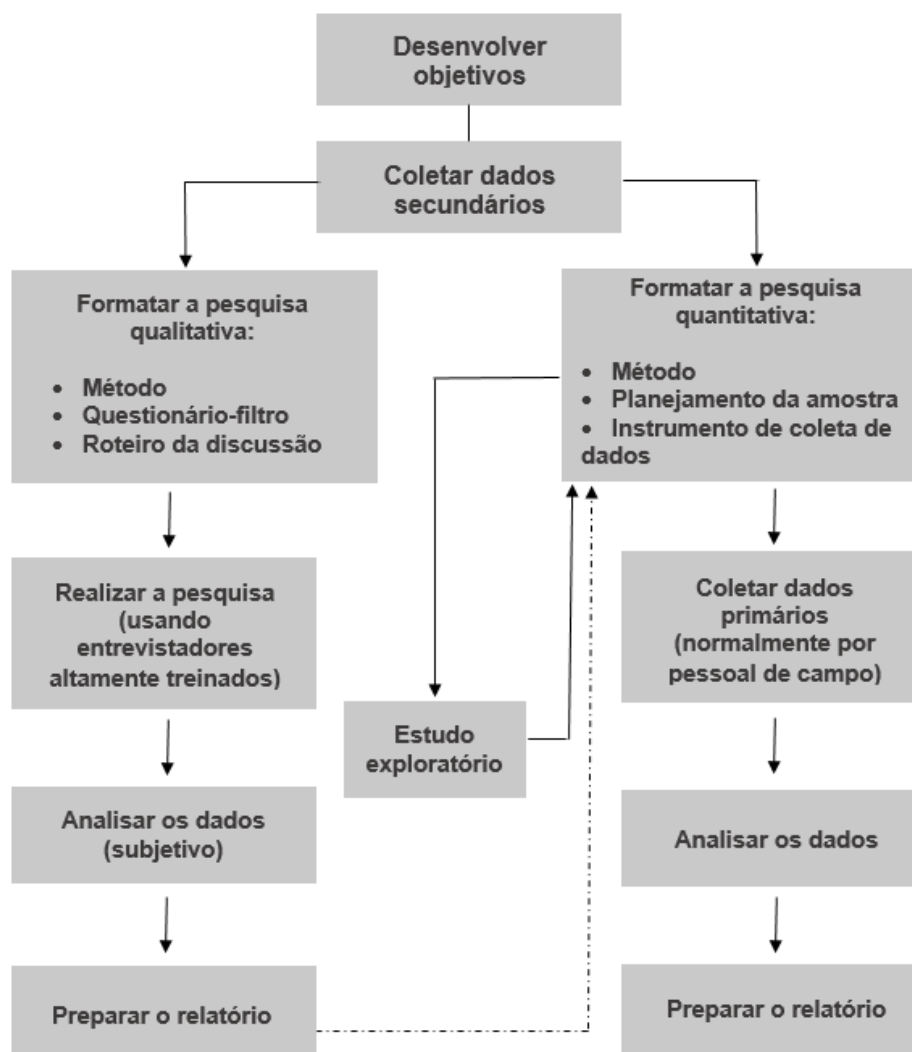 Desenvolver
objetivos
Coletar dados
secundários
Formatar a pesquisa
qualitativa:
• Método
• Questionário-filtro
• Roteiro da discussão
Formatar a pesquisa
quantitativa:
• Método
• Planejamento da amostra
• Instrumento de coleta de
dados
Realizar a pesquisa
(usando
entrevistadores
altamente treinados)
Coletar dados
primários
(normalmente por
pessoal de campo)
Estudo
exploratório
Analisar os dados
(subjetivo)
Analisar os dados
Preparar o relatório
Preparar o relatório